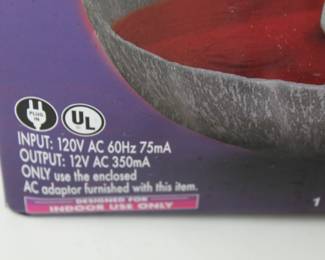 PLUG
IN
UL
INPUT: 120V AC 60Hz 75mA
OUTPUT: 12V AC 350mA
ONLY use the enclosed
AC adaptor furnished with this item.
DESIGNED FOR
INDOOR USE ONLY
1